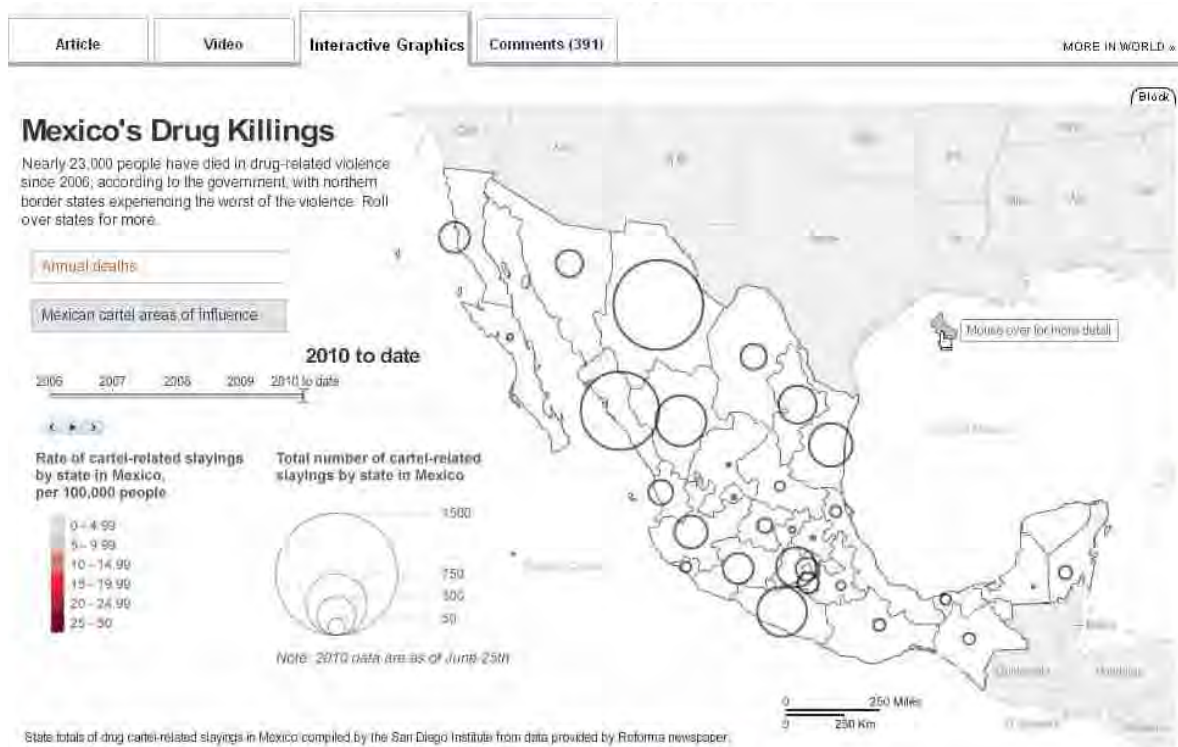 Article
Video
Interactive Graphics
Comments (391)
MORE IN WORLD »
Block
Mexico's Drug Killings
Nearly 23,000 people have died in drug-related violence
since 2006, according to the government, with northern
border states experiencing the worst of the violence. Roll
over states for more.
Annual deaths
Mexican cartel areas of influence
2010 to date
2006 2007 2008 2009 2010 to date
Rate of cartel-related slayings
by state in Mexico,
per 100,000 people
0 - 4.99
5 - 9.99
10 - 14.99
15 - 19.99
20 - 24.99
25 - 30
Total number of cartel-related
slayings by state in Mexico
1500
750
300
50
Note: 2010 data are as of June 25th
Mouse over for more detail
Guatemala
Honduras
0 250 Miles
0 250 Km
State totals of drug cartel-related slayings in Mexico compiled by the San Diego Institute from data provided by Reforma newspaper.